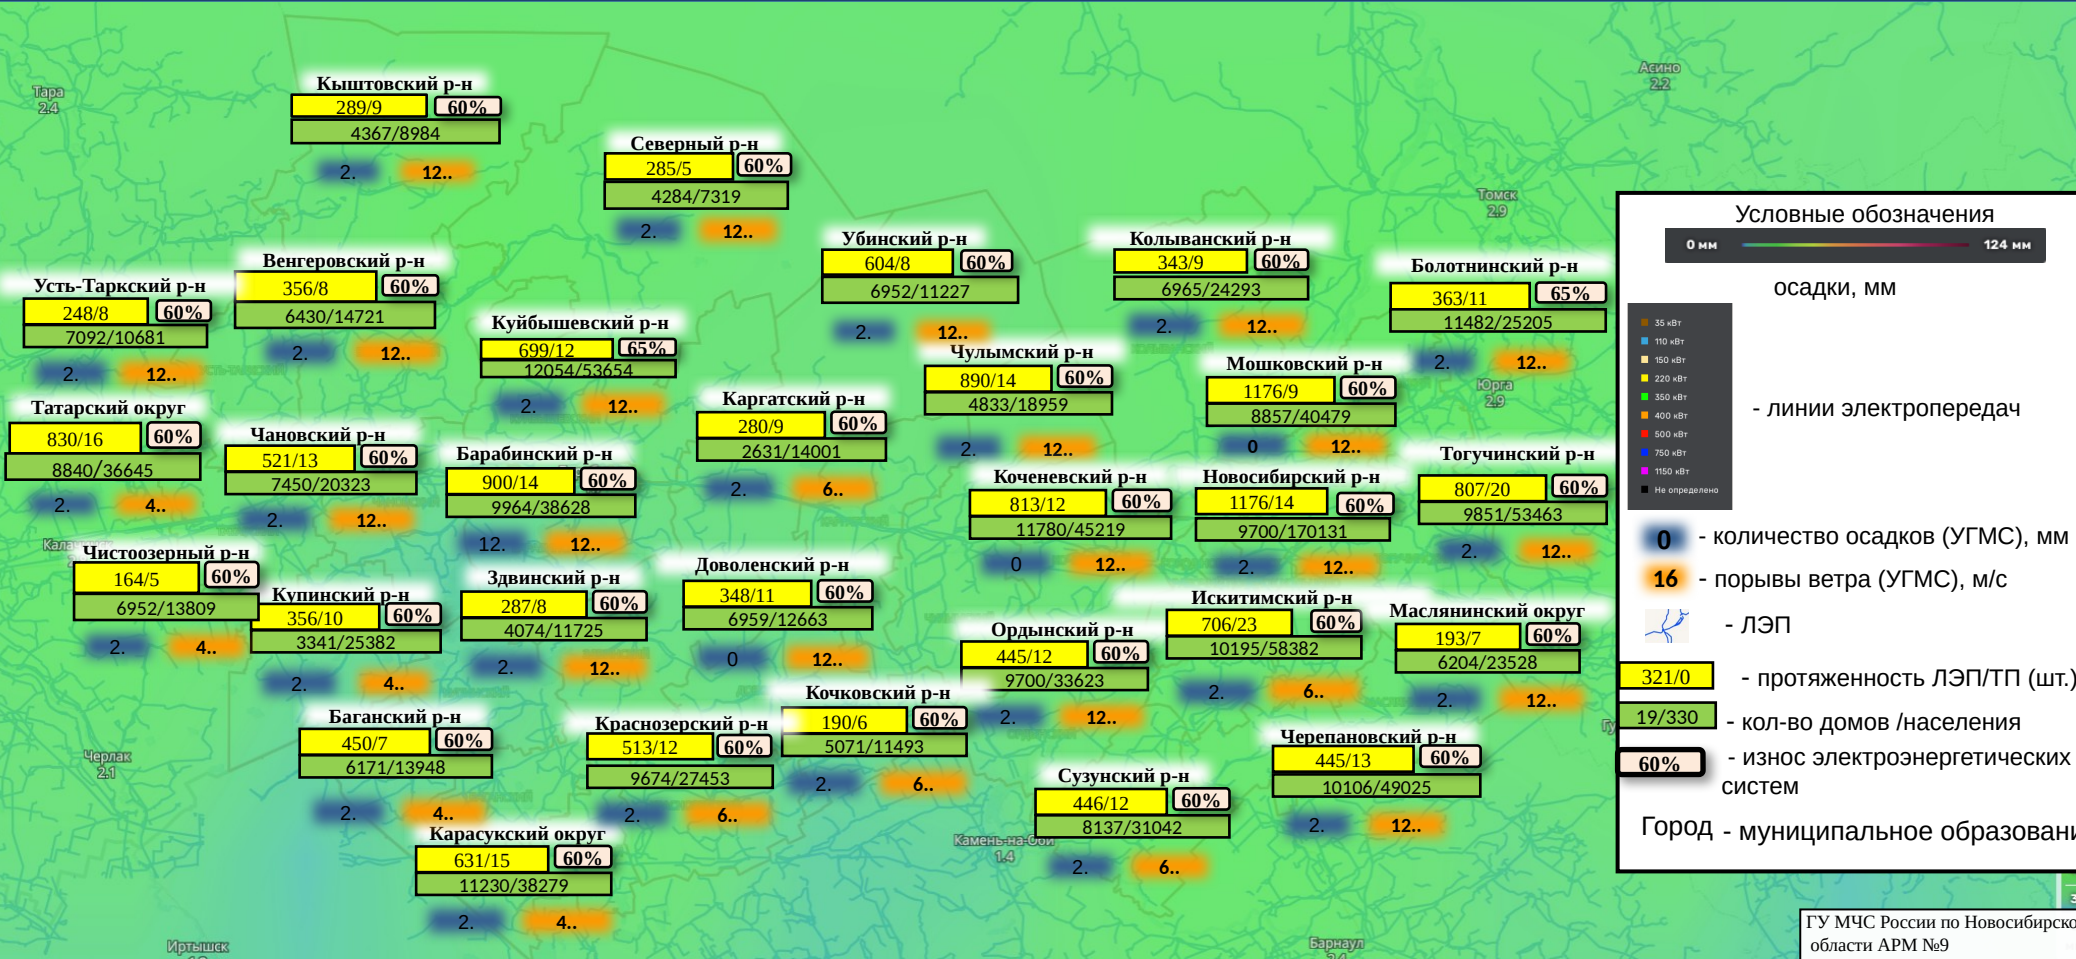 Тара
2.4
Асино
2.2
Кыштовский р-н
289/9
60%
4367/8984
2.
12..
Северный р-н
285/5
60%
4284/7319
2.
12..
Томск
2.9
Убинский р-н
604/8
60%
6952/11227
2.
12..
Колыванский р-н
343/9
60%
6965/24293
2.
12..
Болотнинский р-н
363/11
65%
11482/25205
2.
12..
Венгеровский р-н
356/8
60%
6430/14721
2.
12..
Усть-Таркский р-н
248/8
60%
7092/10681
2.
12..
Куйбышевский р-н
699/12
65%
12054/53654
2.
12..
Чулымский р-н
890/14
60%
4833/18959
2.
12..
Мошковский р-н
1176/9
60%
8857/40479
0
12..
Юрга
2.9
Каргатский р-н
280/9
60%
2631/14001
2.
6..
Татарский округ
830/16
60%
8840/36645
2.
4..
Чановский р-н
521/13
60%
7450/20323
2.
12..
Барабинский р-н
900/14
60%
9964/38628
12.
12..
Коченевский р-н
813/12
60%
11780/45219
0
12..
Новосибирский р-н
1176/14
60%
9700/170131
2.
12..
Тогучинский р-н
807/20
60%
9851/53463
2.
12..
Чистоозерный р-н
164/5
60%
6952/13809
2.
4..
Купинский р-н
356/10
60%
3341/25382
2.
4..
Здвинский р-н
287/8
60%
4074/11725
2.
12..
Доволенский р-н
348/11
60%
6959/12663
0
12..
Ордынский р-н
445/12
60%
9700/33623
2.
12..
Искитимский р-н
706/23
60%
10195/58382
2.
6..
Маслянинский округ
193/7
60%
6204/23528
2.
12..
Баганский р-н
450/7
60%
6171/13948
2.
4..
Краснозерский р-н
513/12
60%
9674/27453
2.
6..
Кочковский р-н
190/6
60%
5071/11493
2.
6..
Черепановский р-н
445/13
60%
10106/49025
2.
12..
Сузунский р-н
446/12
60%
8137/31042
2.
6..
Карасукский округ
631/15
60%
11230/38279
2.
4..
Черлак
2.1
Камень-на-Оби
1.4
Иртышск
Барнаул
Условные обозначения
0 мм
124 мм
осадки, мм
35 кВт
110 кВт
150 кВт
220 кВт
350 кВт
400 кВт
500 кВт
750 кВт
1150 кВт
Не определено
- линии электропередач
0 - количество осадков (УГМС), мм
16 - порывы ветра (УГМС), м/с
- ЛЭП
321/0 - протяженность ЛЭП/ТП (шт.)
19/330 - кол-во домов /населения
60% - износ электроэнергетических
систем
Город - муниципальное образовани
ГУ МЧС России по Новосибирско
области АРМ №9